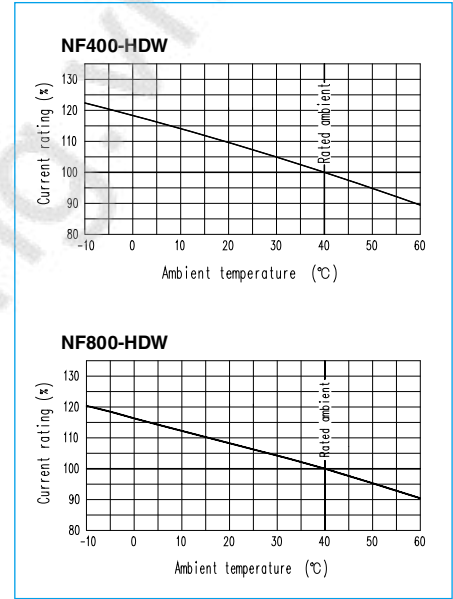 NF400-HDW
130
120
110
100
90
80
Current rating (%)
Rated ambient
-10 0 10 20 30 40 50 60
Ambient temperature (℃)
NF800-HDW
130
120
110
100
90
80
Current rating (%)
Rated ambient
-10 0 10 20 30 40 50 60
Ambient temperature (℃)